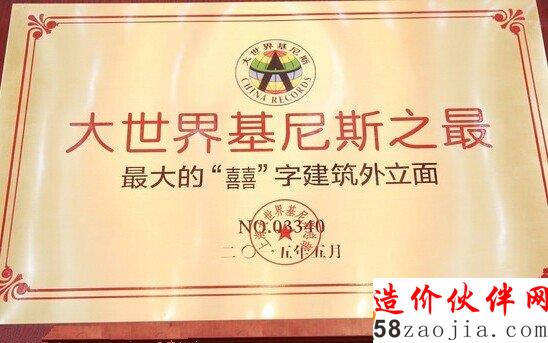 大世界基尼斯
CHINA RECORDS
大世界基尼斯之最
最大的“囍”字建筑外立面
NO.03340
二〇一五年五月
造价伙伴网
58zaojia.com